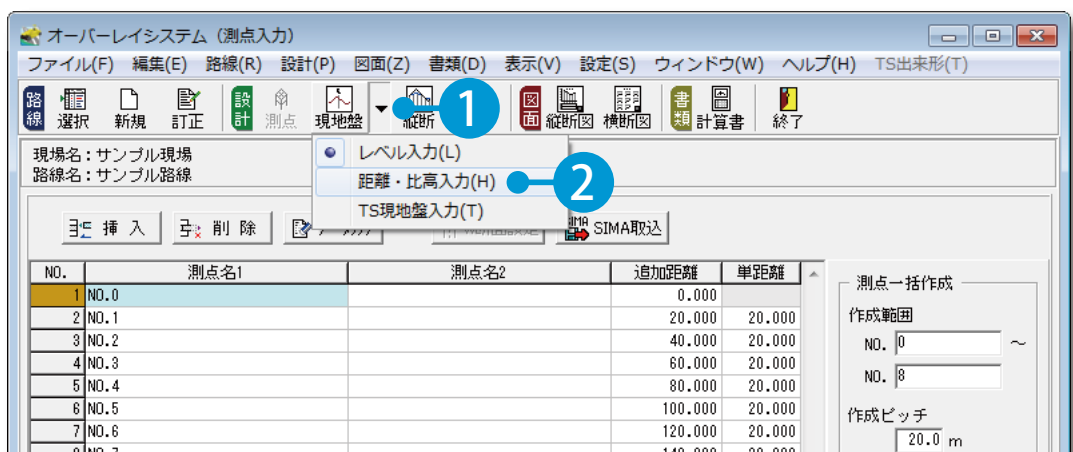 オーバーレイシステム（測点入力）
ファイル(F) 編集(E) 路線(R) 設計(P) 図面(Z) 書類(D) 表示(V) 設定(S) ウィンドウ(W) ヘルプ(H) TS出来形(T)
路線 選択 新規 訂正 設計 測点 現地盤 縦断 図面 縦断図 横断図 書類 計算書 終了
1
現場名：サンプル現場
路線名：サンプル路線
レベル入力(L)
距離・比高入力(H)
2
TS現地盤入力(T)
挿 入 削 除 SIMA取込
NO. 測点名1 測点名2 追加距離 単距離
1 NO.0 0.000
2 NO.1 20.000 20.000
3 NO.2 40.000 20.000
4 NO.3 60.000 20.000
5 NO.4 80.000 20.000
6 NO.5 100.000 20.000
7 NO.6 120.000 20.000
測点一括作成
作成範囲
NO. 0 ～
NO. 8
作成ピッチ
20.0 m